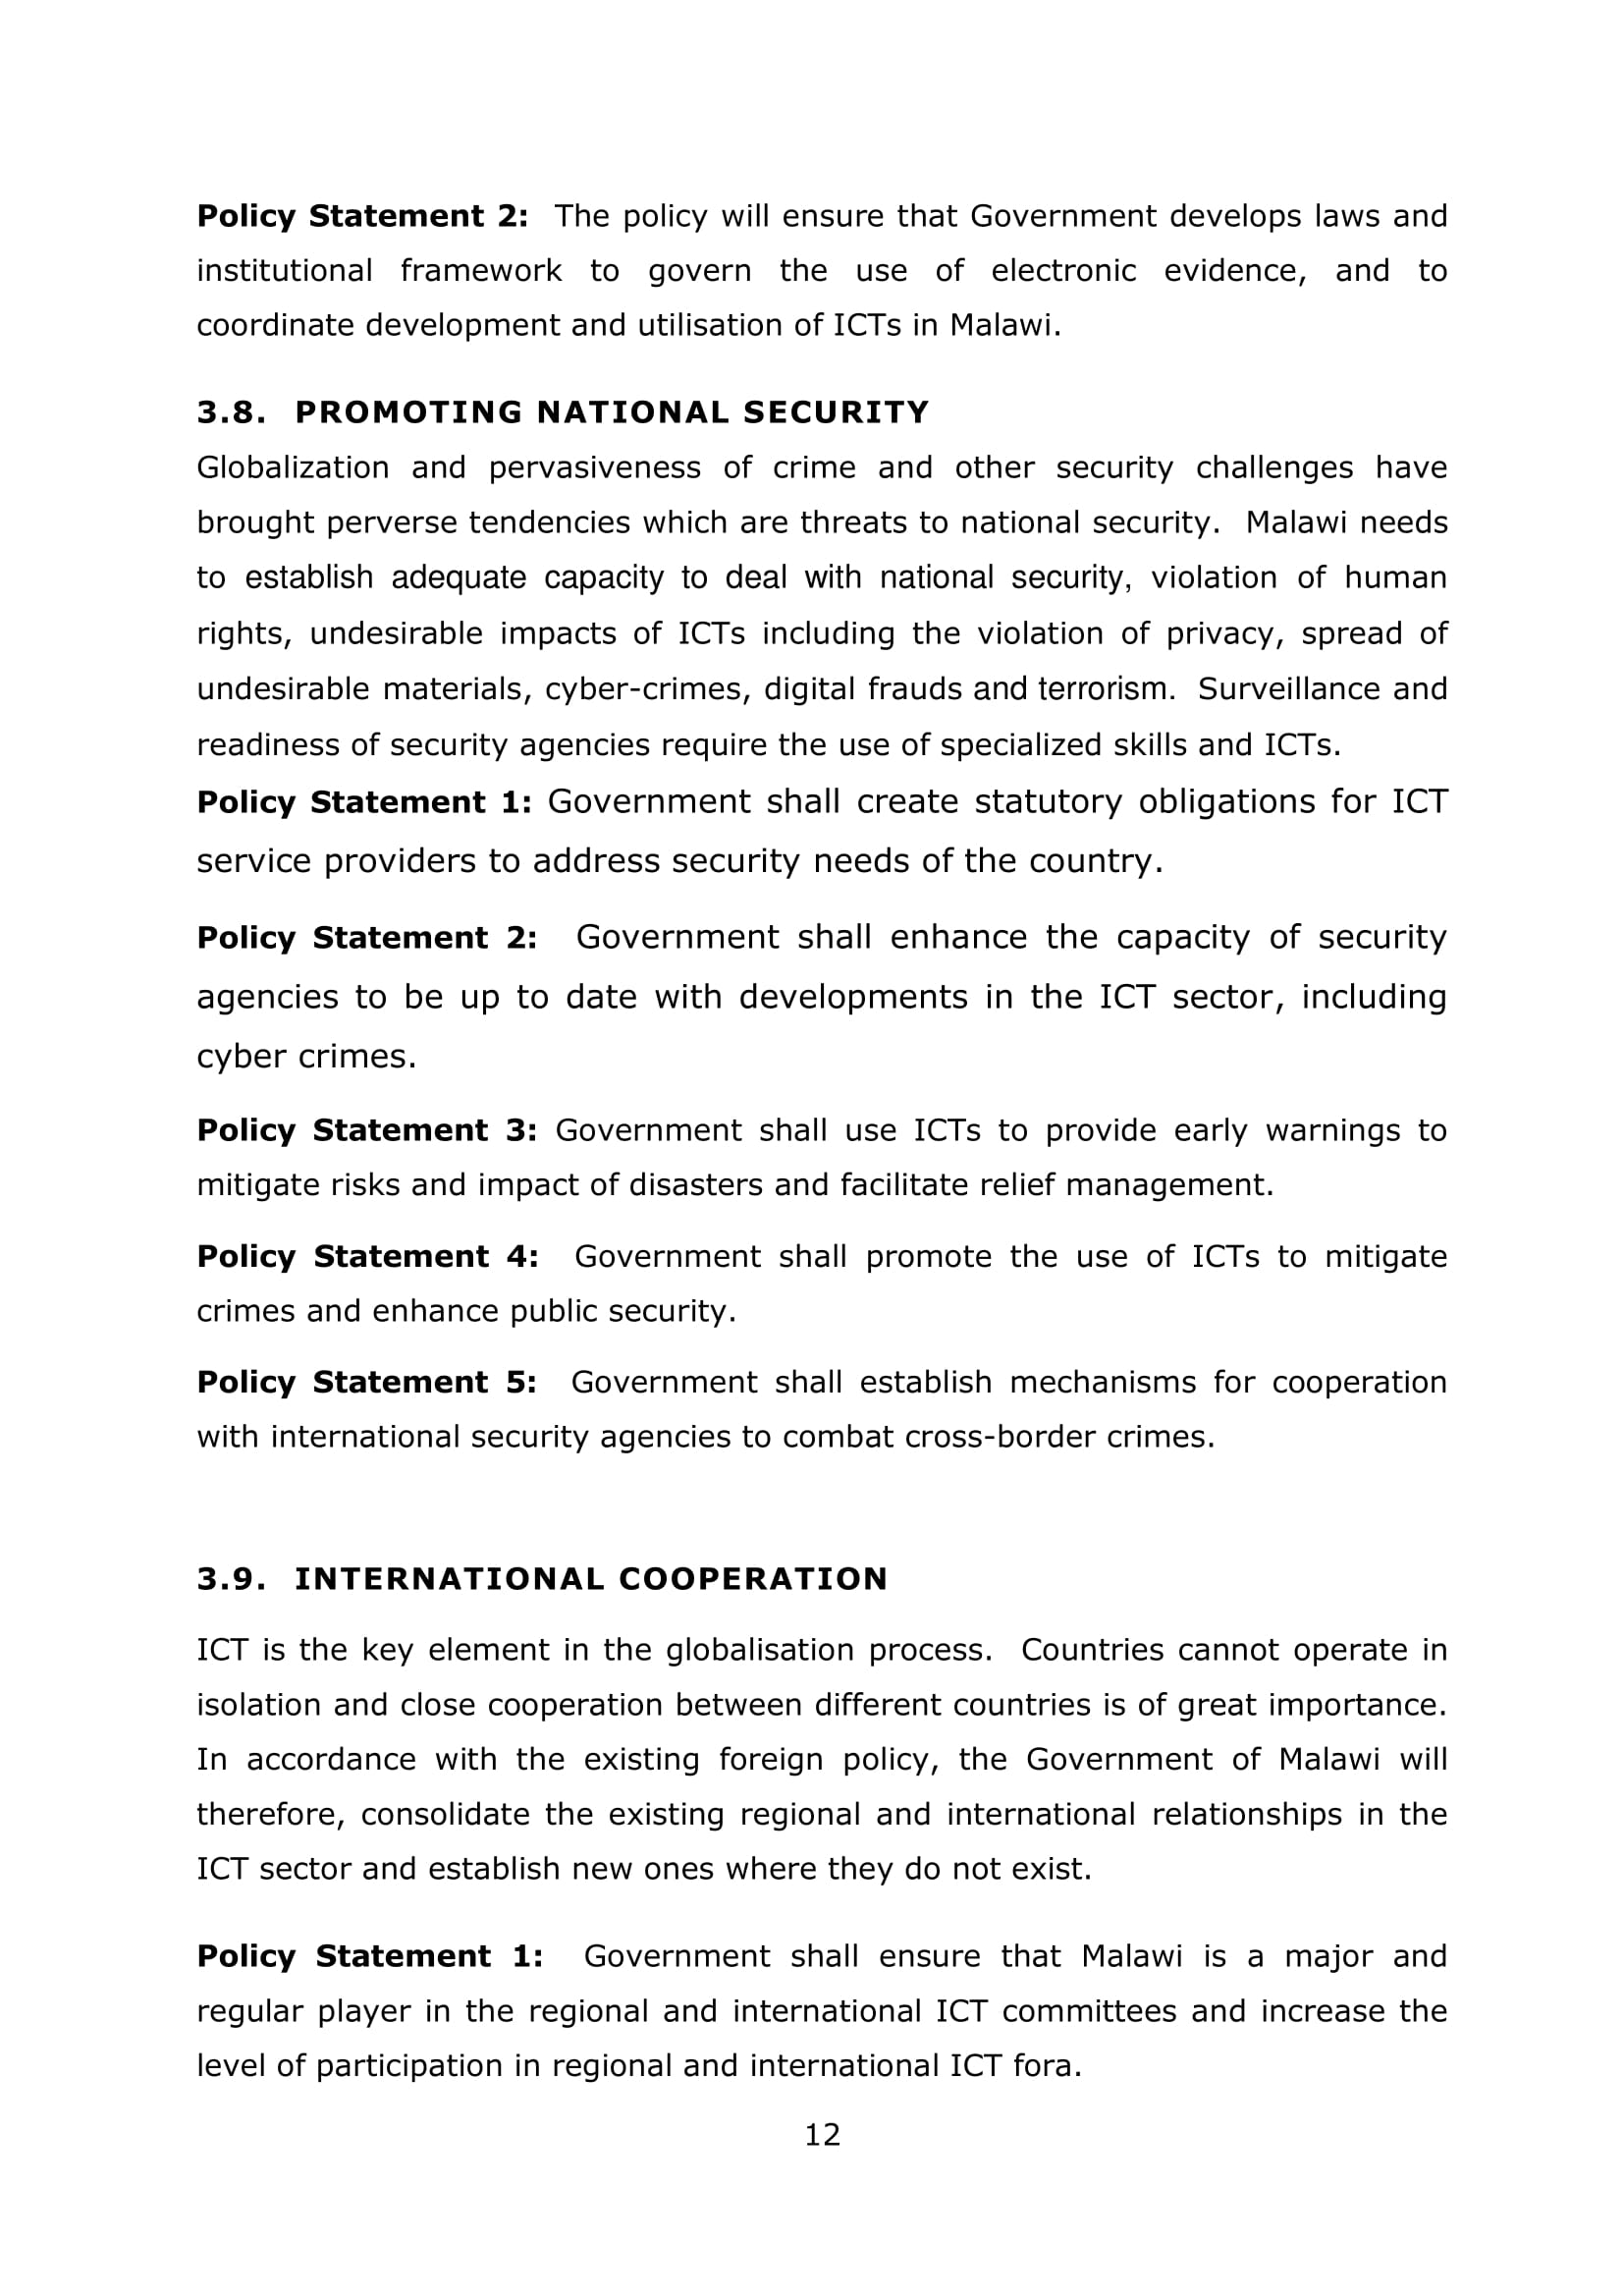 Policy Statement 2: The policy will ensure that Government develops laws and
institutional framework to govern the use of electronic evidence, and to
coordinate development and utilisation of ICTs in Malawi.
3.8. PROMOTING NATIONAL SECURITY
Globalization and pervasiveness of crime and other security challenges have
brought perverse tendencies which are threats to national security. Malawi needs
to establish adequate capacity to deal with national security, violation of human
rights, undesirable impacts of ICTs including the violation of privacy, spread of
undesirable materials, cyber-crimes, digital frauds and terrorism. Surveillance and
readiness of security agencies require the use of specialized skills and ICTs.
Policy Statement 1: Government shall create statutory obligations for ICT
service providers to address security needs of the country.
Policy Statement 2: Government shall enhance the capacity of security
agencies to be up to date with developments in the ICT sector, including
cyber crimes.
Policy Statement 3: Government shall use ICTs to provide early warnings to
mitigate risks and impact of disasters and facilitate relief management.
Policy Statement 4: Government shall promote the use of ICTs to mitigate
crimes and enhance public security.
Policy Statement 5: Government shall establish mechanisms for cooperation
with international security agencies to combat cross-border crimes.
3.9. INTERNATIONAL COOPERATION
ICT is the key element in the globalisation process. Countries cannot operate in
isolation and close cooperation between different countries is of great importance.
In accordance with the existing foreign policy, the Government of Malawi will
therefore, consolidate the existing regional and international relationships in the
ICT sector and establish new ones where they do not exist.
Policy Statement 1: Government shall ensure that Malawi is a major and
regular player in the regional and international ICT committees and increase the
level of participation in regional and international ICT fora.
12